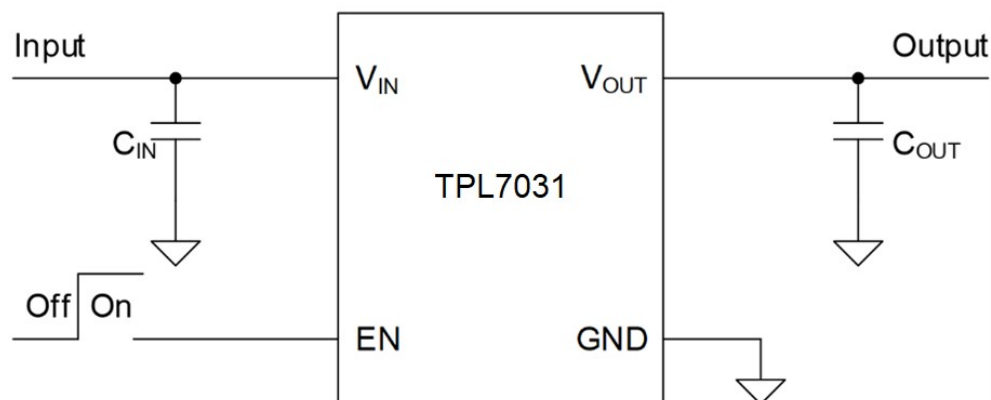 Input
Output
VIN
VOUT
CIN
COUT
TPL7031
Off
On
EN
GND